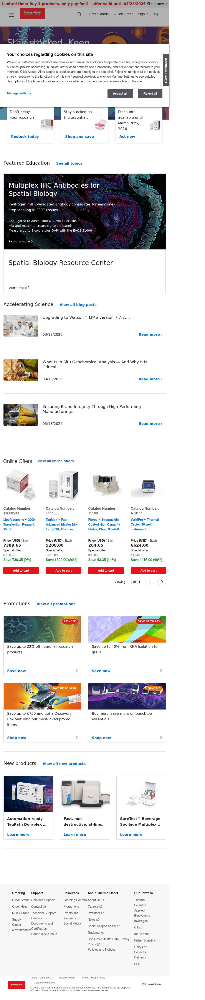 Limited time: Buy 3 products, only pay for 2 - offer valid until 03/28/2026 Shop now
ThermoFisher
SCIENTIFIC
Order Status Quick Order Sign in
Stay stocked. Keep
Your choices regarding cookies on this site
We and our affiliates and vendors use cookies and similar technologies to operate our sites, recognize visitors to
our sites, provide secure log-in, collect statistics to optimize site functionality, and deliver content tailored to your
interests. Click Accept All to accept all cookies and go directly to the site, click Reject All to reject all but cookies
strictly necessary to provide the site (required cookies), or click on Manage Settings to see detailed
descriptions of the types of cookies and choose whether to accept certain cookies while on the site.
Manage settings
Accept all
Reject all
Give Feedback
Don’t delay
your research
Restock today
Stay stocked on
the essentials
Shop and save
Discounts
available until
March 28th,
2026
Act now
Featured Education See all topics
Multiplex IHC Antibodies for
Spatial Biology
Invitrogen mIHC-validated antibody conjugates for easy one-
step labeling in FFPE tissues.
Conjugated to Alexa Fluor & Alexa Fluor Plus
Mix-and-match to create signature panels
Measure up to 8 colors plus DAPI with the EVOS S1000
Explore more
Spatial Biology Resource Center
Learn more
Accelerating Science View all blog posts
Upgrading to Watson™ LIMS version 7.7.2:...
03/13/2026 Read more ›
What Is In Situ Geochemical Analysis — And Why It Is
Critical...
03/13/2026 Read more ›
Ensuring Brand Integrity Through High-Performing
Manufacturing...
03/13/2026 Read more ›
Online Offers View all online offers
Catalog Number:
11668500
Lipofectamine™ 2000
Transfection Reagent,
15 mL
Price (USD) / Each
7389.65
Special offer
8,120.00
Save 730.35 (9%)
Add to cart
Catalog Number:
4444965
TaqMan™ Fast
Advanced Master Mix
for qPCR, 10 x 5 mL
Price (USD) / Each
5208.00
Special offer
6,510.00
Save 1302.00 (20%)
Add to cart
Catalog Number:
15500
Pierce™ Streptavidin
Coated High Capacity
Plates, Clear, 96-Well, ...
Price (USD) / Each
264.65
Special offer
308.00
Save 43.35 (14%)
Add to cart
Catalog Number:
A48141
VeritiPro™ Thermal
Cycler, 96 well, 1
instrument
Price (USD) / Each
6624.00
Special offer
11,040.00
Save 4416.00 (40%)
Add to cart
Viewing 1 - 4 of 24
Promotions View all promotions
22% OFF
Save up to 22% off neuronal research
products
Save now
SAVE UP TO 40%
Save up to 40% from RNA Isolation to
qPCR
Save now
SAVE UP TO $750
Save up to $750 and get a Discovery
Box featuring our most-loved promo
items
Shop now
SAVE BIG
Buy more, save more on benchtop
essentials
Shop now
New products View all new products
Automation-ready
TaqPath Duraplex ...
Learn more
Fast, non-
destructive, at-line...
Learn more
SureTect™ Beverage
Spoilage Multiplex...
Learn more
Ordering
Order Status
Order Help
Quick Order
Supply
Center
eProcurement
Support
Help and Support
Contact Us
Technical Support
Centers
Documents and
Certificates
Report a Site Issue
Resources
Learning Centers
Promotions
Events and
Webinars
Social Media
About Thermo Fisher
About Us
Careers
Investors
News
Social Responsibility
Trademarks
Consumer Health Data Privacy
Policy
Policies and Notices
Our Portfolio
Thermo
Scientific
Applied
Biosystems
Invitrogen
Gibco
Ion Torrent
Fisher Scientific
Unity Lab
Services
Patheon
PPD
ThermoFisher
SCIENTIFIC
Terms & Conditions Privacy Notice Price & Freight Policy
Cookie Preferences
© 2006-2026 Thermo Fisher Scientific Inc. All rights reserved. All trademarks are the property
of Thermo Fisher Scientific and its subsidiaries unless otherwise specified.
United States